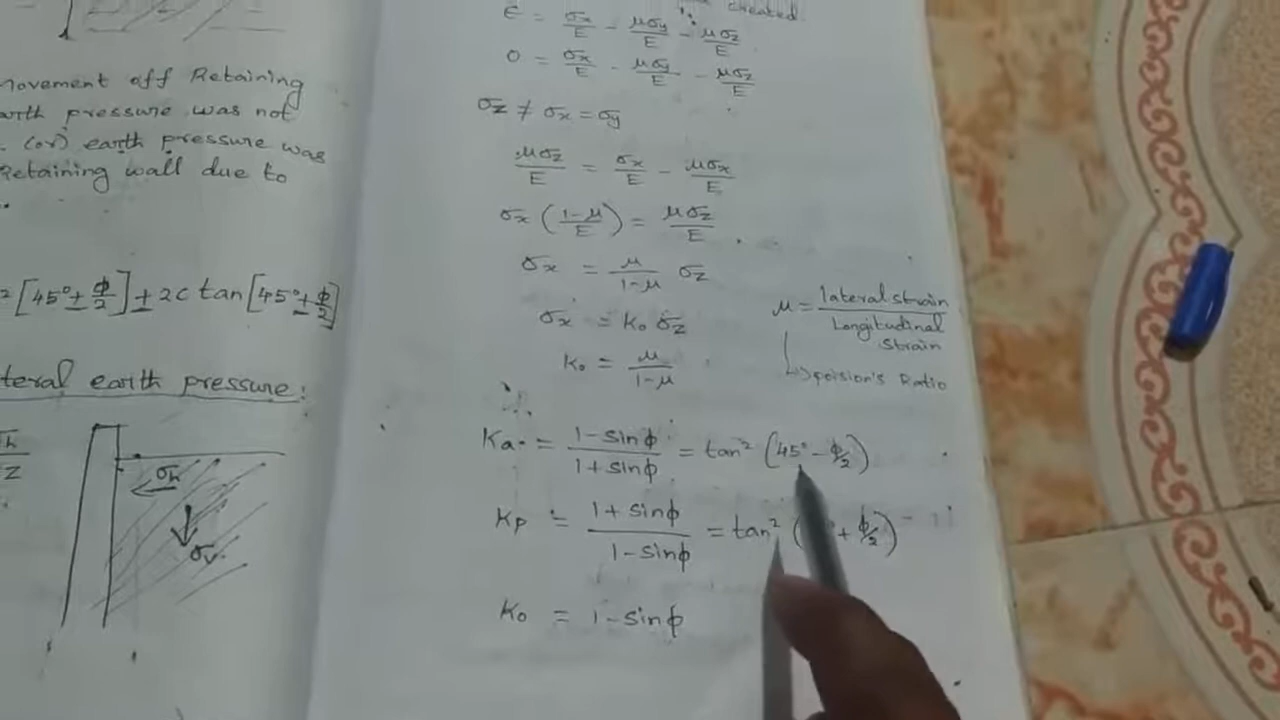 Movement off Retaining
arth pressure was not
. (or) earth pressure was
Retaining wall due to
² [45° ± φ/2] ± 2c tan [45° ± φ/2]
teral earth pressure:
σh
σv
created.
ε = σx/E - μσy/E - μσz/E
0 = σx/E - μσy/E - μσz/E
σz ≠ σx = σy
μσz/E = σx/E - μσx/E
σx (1-μ/E) = μσz/E
σx = μ/1-μ σz
σx = K₀ σz
K₀ = μ/1-μ
μ = lateral strain/Longitudinal strain
↳ poision's Ratio
Ka = 1-sinφ/1+sinφ = tan² (45° - φ/2)
Kp = 1+sinφ/1-sinφ = tan² ( ° + φ/2)
K₀ = 1-sinφ